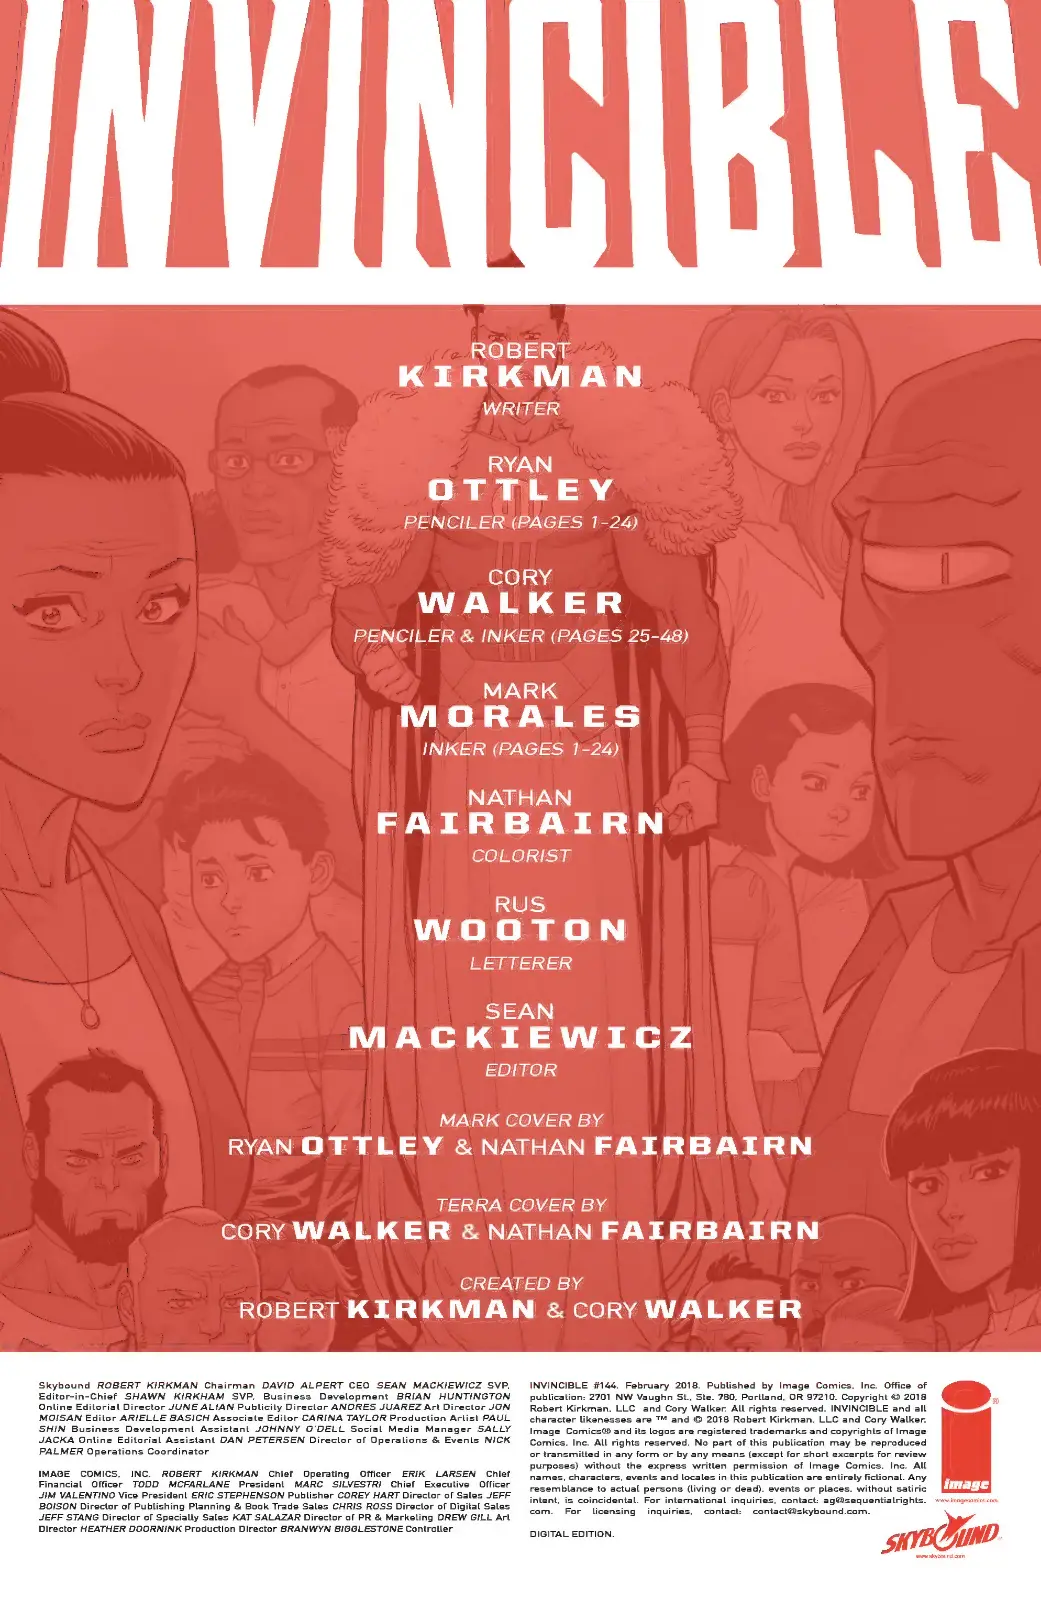 INVINCIBLE
ROBERT
KIRKMAN
WRITER
RYAN
OTTLEY
PENCILER (PAGES 1-24)
CORY
WALKER
PENCILER & INKER (PAGES 25-48)
MARK
MORALES
INKER (PAGES 1-24)
NATHAN
FAIRBAIRN
COLORIST
RUS
WOOTON
LETTERER
SEAN
MACKIEWICZ
EDITOR
MARK COVER BY
RYAN OTTLEY & NATHAN FAIRBAIRN
TERRA COVER BY
CORY WALKER & NATHAN FAIRBAIRN
CREATED BY
ROBERT KIRKMAN & CORY WALKER
Skybound ROBERT KIRKMAN Chairman DAVID ALPERT CEO SEAN MACKIEWICZ SVP,
Editor-in-Chief SHAWN KIRKHAM SVP, Business Development BRIAN HUNTINGTON
Online Editorial Director JUNE ALIAN Publicity Director ANDRES JUAREZ Art Director JON
MOISAN Editor ARIELLE BASICH Associate Editor CARINA TAYLOR Production Artist PAUL
SHIN Business Development Assistant JOHNNY O'DELL Social Media Manager SALLY
JACKA Online Editorial Assistant DAN PETERSEN Director of Operations & Events NICK
PALMER Operations Coordinator
IMAGE COMICS, INC. ROBERT KIRKMAN Chief Operating Officer ERIK LARSEN Chief
Financial Officer TODD MCFARLANE President MARC SILVESTRI Chief Executive Officer
JIM VALENTINO Vice President ERIC STEPHENSON Publisher COREY HART Director of Sales JEFF
BOISON Director of Publishing Planning & Book Trade Sales CHRIS ROSS Director of Digital Sales
JEFF STANG Director of Specialty Sales KAT SALAZAR Director of PR & Marketing DREW GILL Art
Director HEATHER DOORNINK Production Director BRANWYN BIGGLESTONE Controller
INVINCIBLE #144. February 2018. Published by Image Comics, Inc. Office of
publication: 2701 NW Vaughn St., Ste. 780, Portland, OR 97210. Copyright © 2018
Robert Kirkman, LLC and Cory Walker. All rights reserved. INVINCIBLE and all
character likenesses are ™ and © 2018 Robert Kirkman, LLC and Cory Walker.
Image Comics® and its logos are registered trademarks and copyrights of Image
Comics, Inc. All rights reserved. No part of this publication may be reproduced
or transmitted in any form or by any means (except for short excerpts for review
purposes) without the express written permission of Image Comics, Inc. All
names, characters, events and locales in this publication are entirely fictional. Any
resemblance to actual persons (living or dead), events or places, without satiric
intent, is coincidental. For international inquiries, contact: ag@sequentialrights.
com. For licensing inquiries, contact: contact@skybound.com.
DIGITAL EDITION.
image®
www.imagecomics.com
SKYBOUND
www.skybound.com